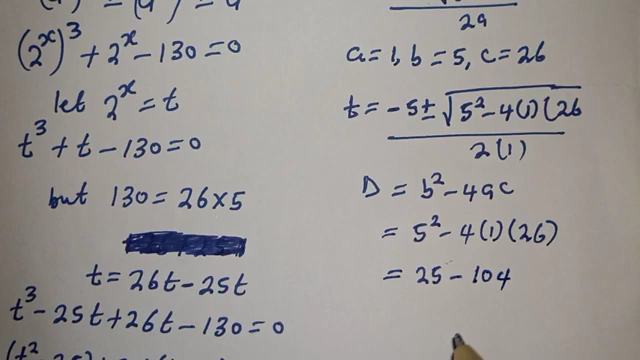 (2^x)^3 + 2^x - 130 = 0
let 2^x = t
t^3 + t - 130 = 0
but 130 = 26 × 5
t = 26t - 25t
t^3 - 25t + 26t - 130 = 0
2a
a = 1, b = 5, c = 26
t = -5 ± √5^2 - 4(1)(26
2(1)
D = b^2 - 4ac
= 5^2 - 4(1)(26)
= 25 - 104